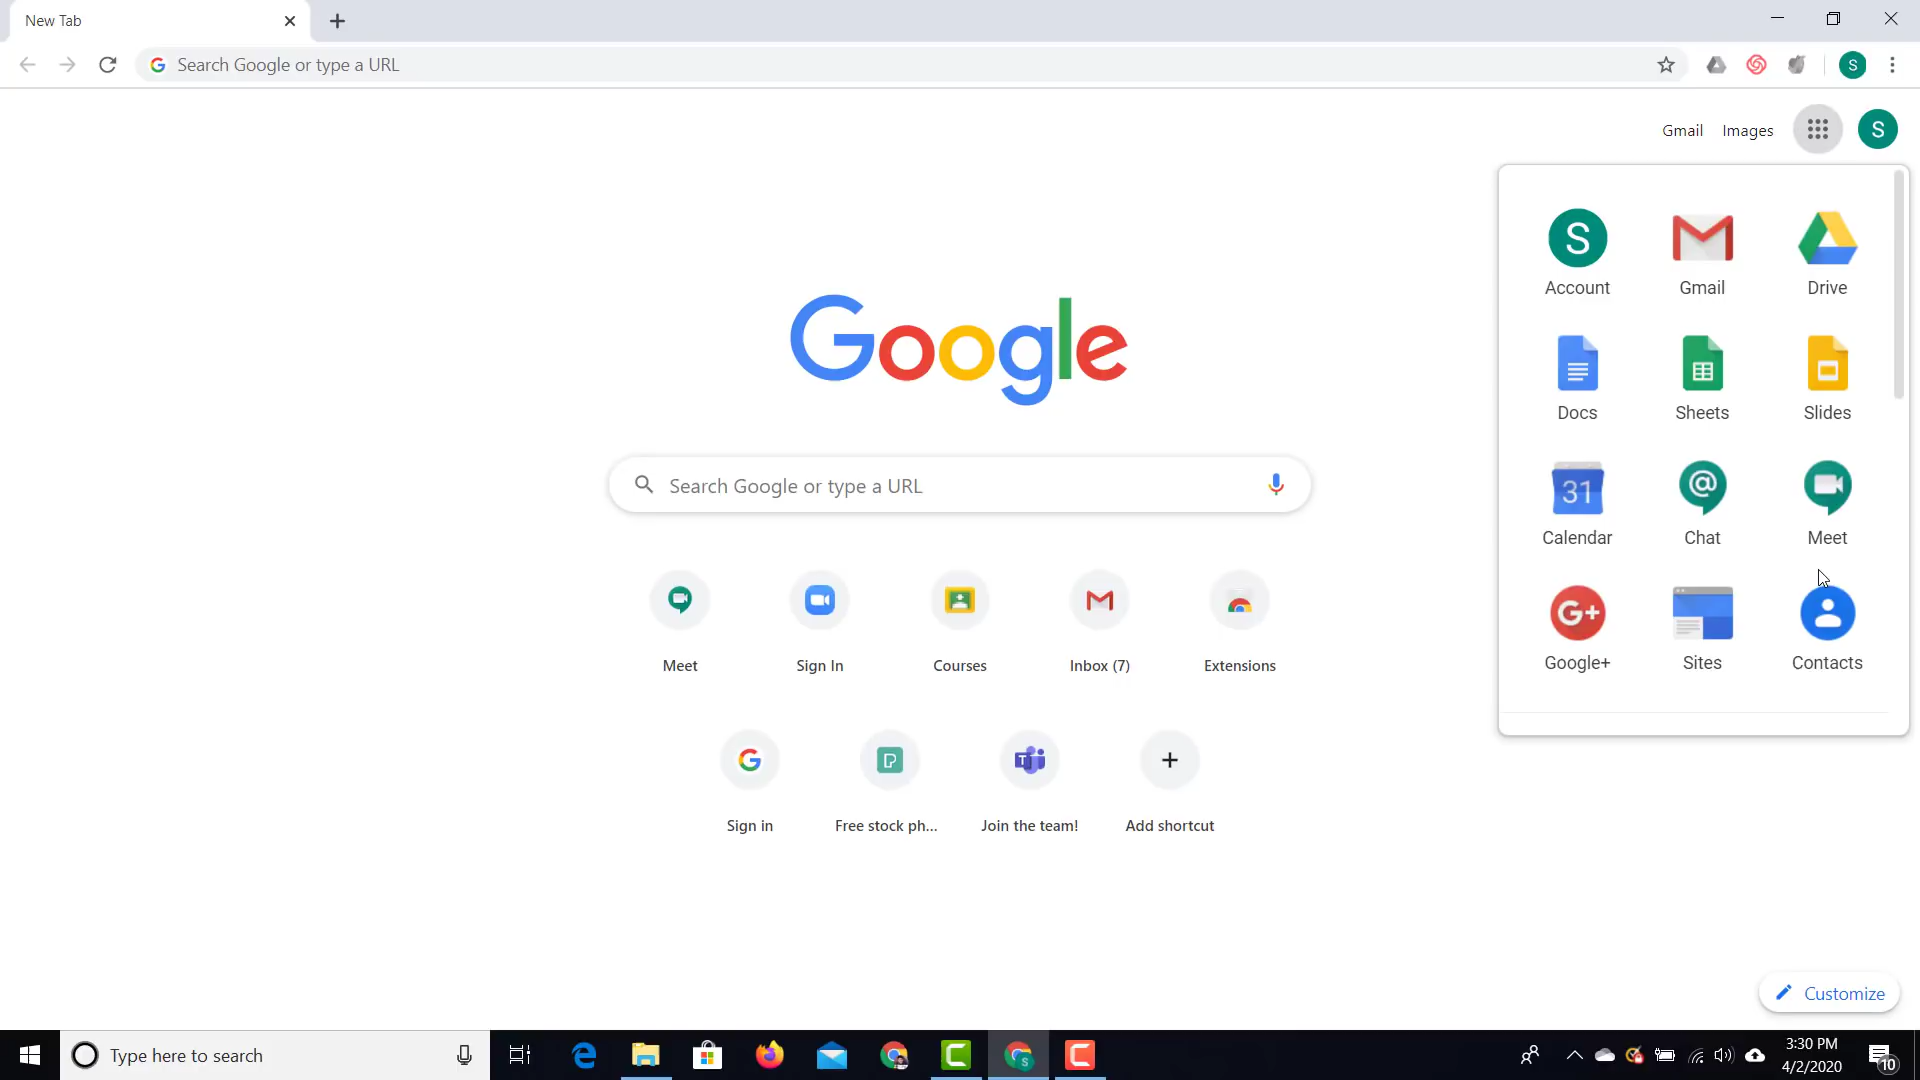 New Tab
Search Google or type a URL
S
Gmail Images
S
S
Account Gmail Drive
Google
Docs Sheets Slides
Search Google or type a URL
31
Calendar Chat Meet
G+
Google+ Sites Contacts
Meet Sign In Courses Inbox (7) Extensions
Sign in Free stock ph... Join the team! Add shortcut
Customize
Type here to search
3:30 PM
4/2/2020
10